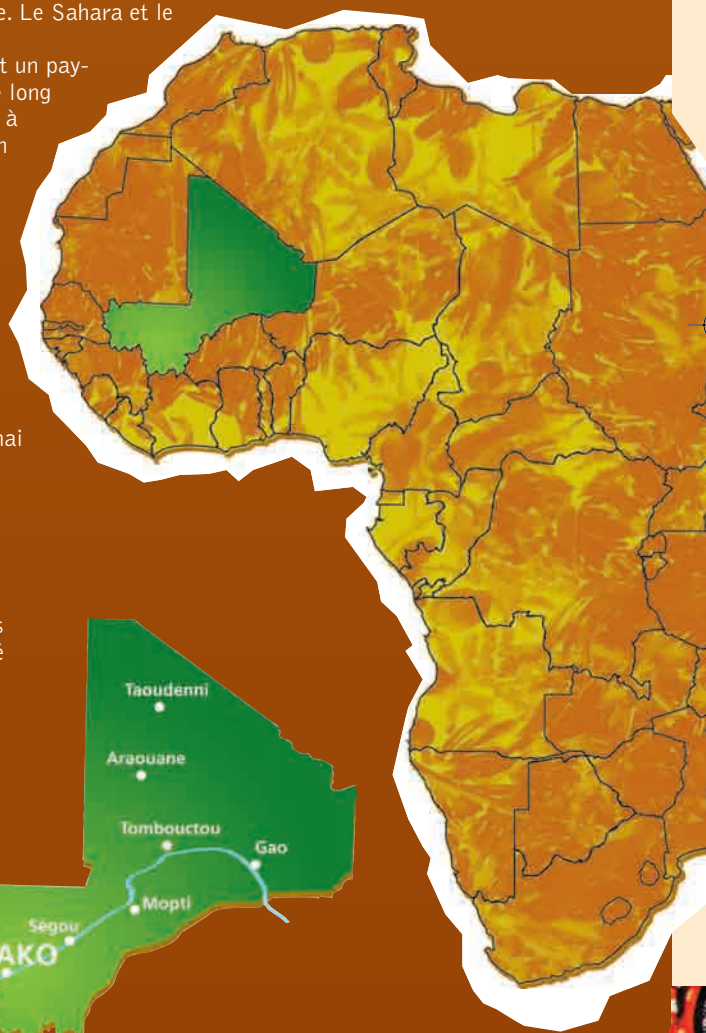 e. Le Sahara et le
t un pay-
long
à
nai
s
é
Taoudenni
Araouane
Tombouctou
Gao
Mopti
Ségou
AKO